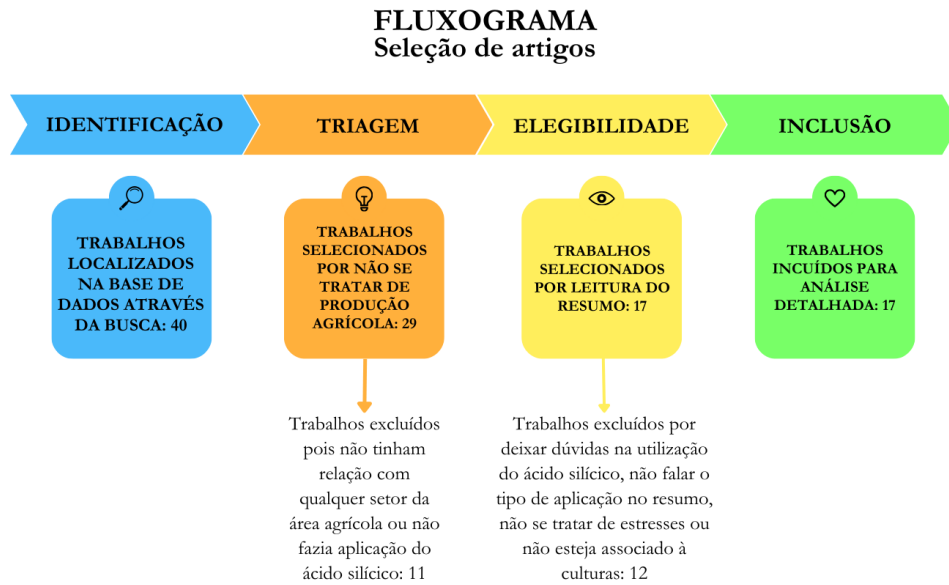 FLUXOGRAMA
Seleção de artigos
IDENTIFICAÇÃO
TRIAGEM
ELEGIBILIDADE
INCLUSÃO
TRABALHOS
LOCALIZADOS
NA BASE DE
DADOS ATRAVÉS
DA BUSCA: 40
TRABALHOS
SELECIONADOS
POR NÃO SE
TRATAR DE
PRODUÇÃO
AGRÍCOLA: 29
TRABALHOS
SELECIONADOS
POR LEITURA DO
RESUMO: 17
TRABALHOS
INCUÍDOS PARA
ANÁLISE
DETALHADA: 17
Trabalhos excluídos
pois não tinham
relação com
qualquer setor da
área agrícola ou não
fazia aplicação do
ácido silícico: 11
Trabalhos excluídos por
deixar dúvidas na utilização
do ácido silícico, não falar o
tipo de aplicação no resumo,
não se tratar de estresses ou
não esteja associado à
culturas: 12